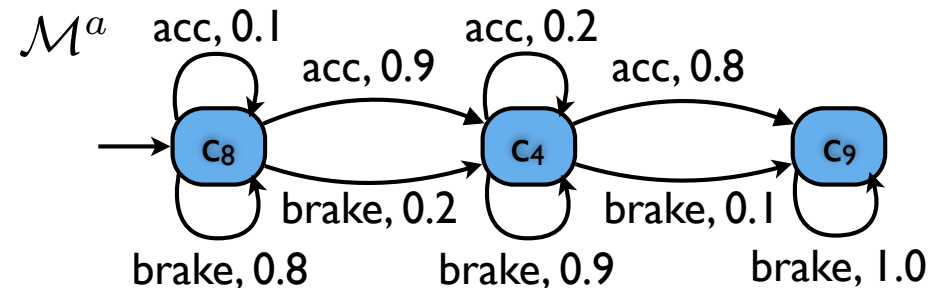 ℳᵃ
acc, 0.1
acc, 0.2
acc, 0.9
acc, 0.8
c₈
c₄
c₉
brake, 0.2
brake, 0.1
brake, 0.8
brake, 0.9
brake, 1.0